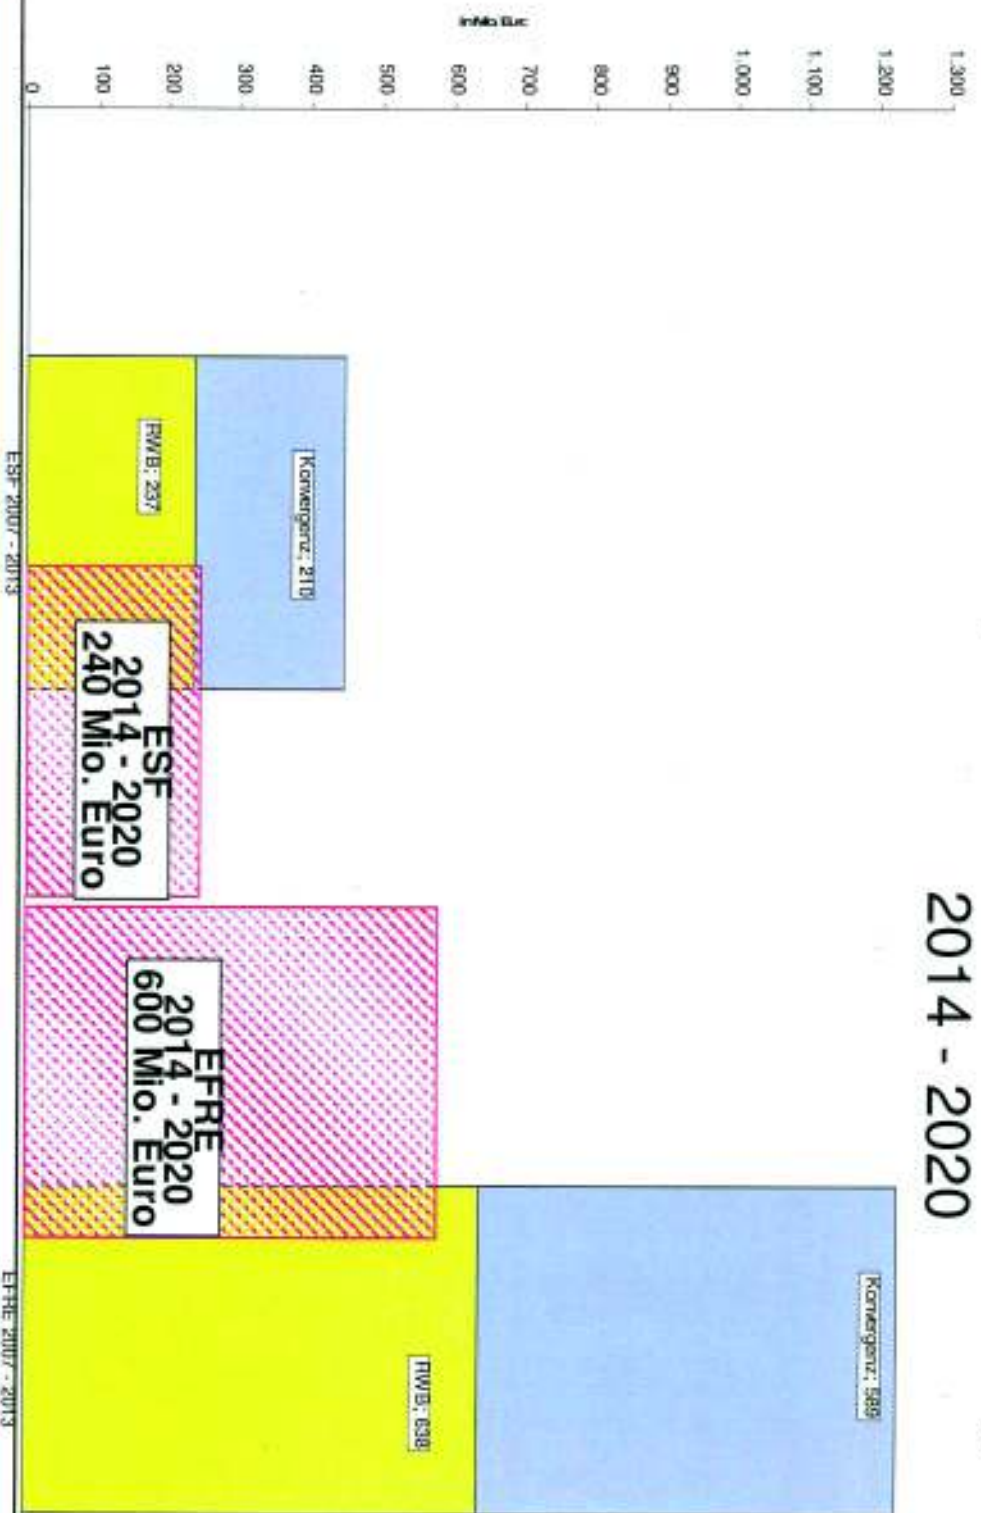 2014 - 2020
in Mio. Euro
1.300
1.200
1.100
1.000
900
800
700
600
500
400
300
200
100
0
Konvergenz; 210
RWB; 237
ESF
2014 - 2020
240 Mio. Euro
EFRE
2014 - 2020
600 Mio. Euro
Konvergenz; 589
RWB; 638
ESF 2007 - 2013
EFRE 2007 - 2013